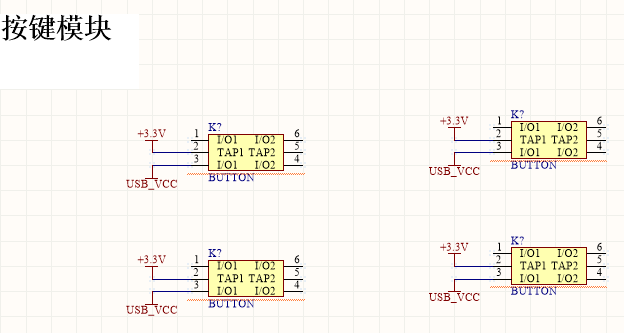 按键模块
K?
+3.3V 1 I/O1 I/O2 6
2 TAP1 TAP2 5
3 I/O1 I/O2 4
USB_VCC BUTTON
K?
+3.3V 1 I/O1 I/O2 6
2 TAP1 TAP2 5
3 I/O1 I/O2 4
USB_VCC BUTTON
K?
+3.3V 1 I/O1 I/O2 6
2 TAP1 TAP2 5
3 I/O1 I/O2 4
USB_VCC BUTTON
K?
+3.3V 1 I/O1 I/O2 6
2 TAP1 TAP2 5
3 I/O1 I/O2 4
USB_VCC BUTTON